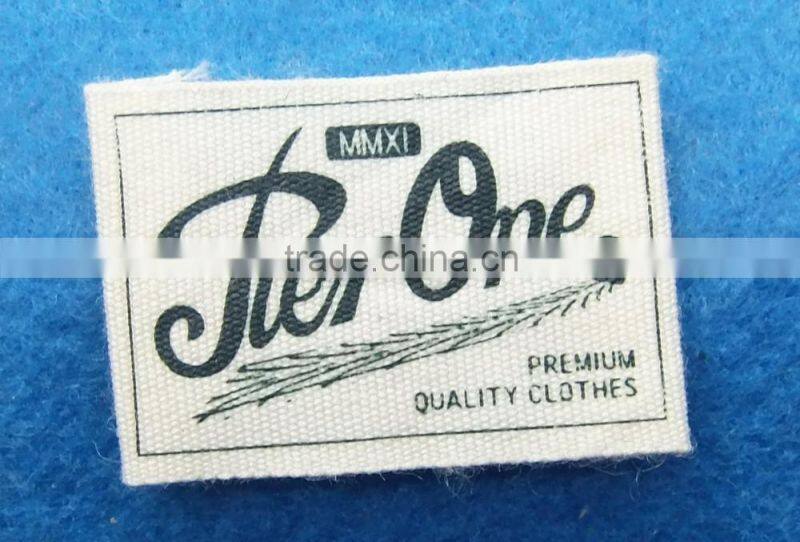 MMXI
Pier One
trade.china.cn
PREMIUM
QUALITY CLOTHES